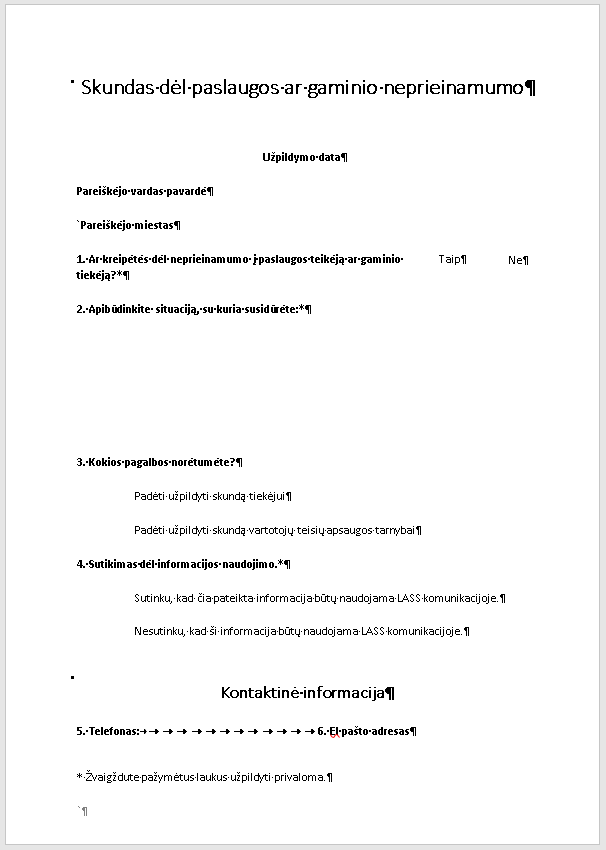 Skundas dėl paslaugos ar gaminio neprieinamumo¶
Užpildymo data¶
Pareiškėjo vardas pavardė¶
`Pareiškėjo miestas¶
1. Ar kreipėtės dėl neprieinamumo į paslaugos teikėją ar gaminio tiekėją?*¶ Taip¶ Ne¶
2. Apibūdinkite situaciją, su kuria susidūrėte:*¶
3. Kokios pagalbos norėtumėte?¶
Padėti užpildyti skundą tiekėjui¶
Padėti užpildyti skundą vartotojų teisių apsaugos tarnybai¶
4. Sutikimas dėl informacijos naudojimo.*¶
Sutinku, kad čia pateikta informacija būtų naudojama LASS komunikacijoje.¶
Nesutinku, kad ši informacija būtų naudojama LASS komunikacijoje.¶
Kontaktinė informacija¶
5. Telefonas:→→→→→→→→→→→→→6. El pašto adresas¶
* Žvaigždute pažymėtus laukus užpildyti privaloma.¶
`¶